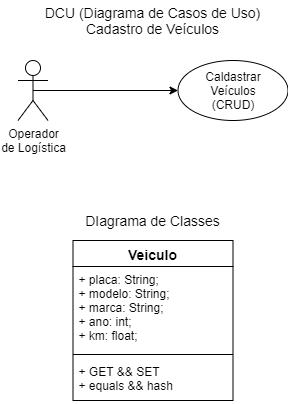 DCU (Diagrama de Casos de Uso)
Cadastro de Veículos
Caldastrar
Veículos
(CRUD)
Operador
de Logística
DIagrama de Classes
Veiculo
+ placa: String;
+ modelo: String;
+ marca: String;
+ ano: int;
+ km: float;
+ GET && SET
+ equals && hash